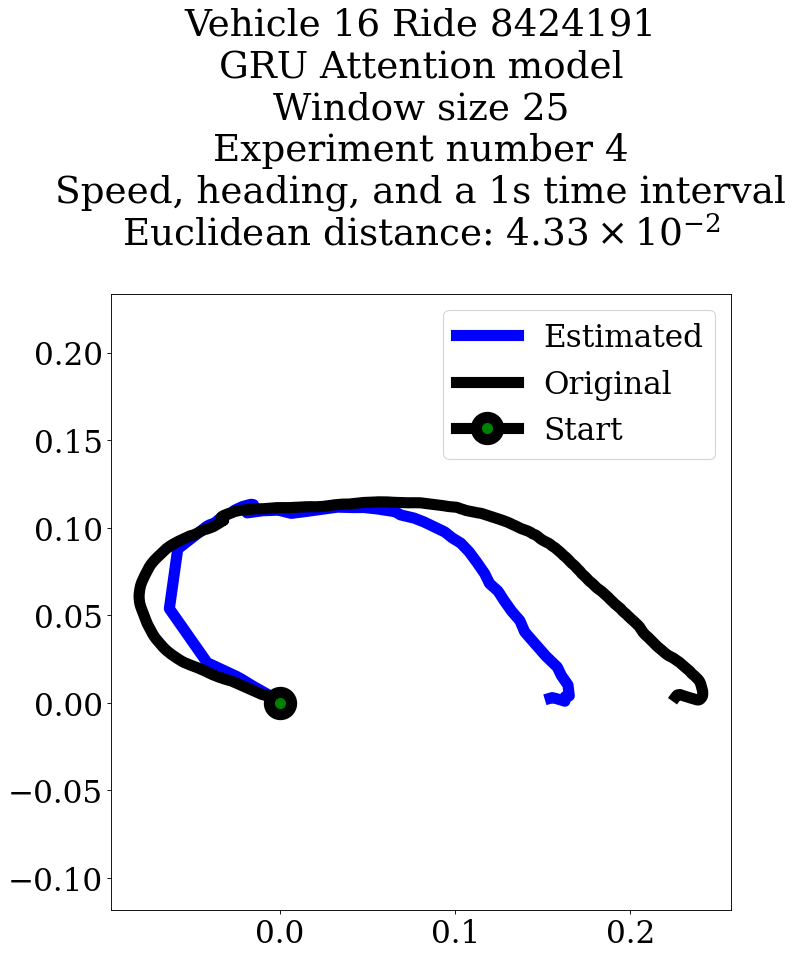 Vehicle 16 Ride 8424191
GRU Attention model
Window size 25
Experiment number 4
Speed, heading, and a 1s time interval
Euclidean distance: 4.33 × 10⁻²
Estimated
Original
Start
0.20
0.15
0.10
0.05
0.00
−0.05
−0.10
0.0 0.1 0.2